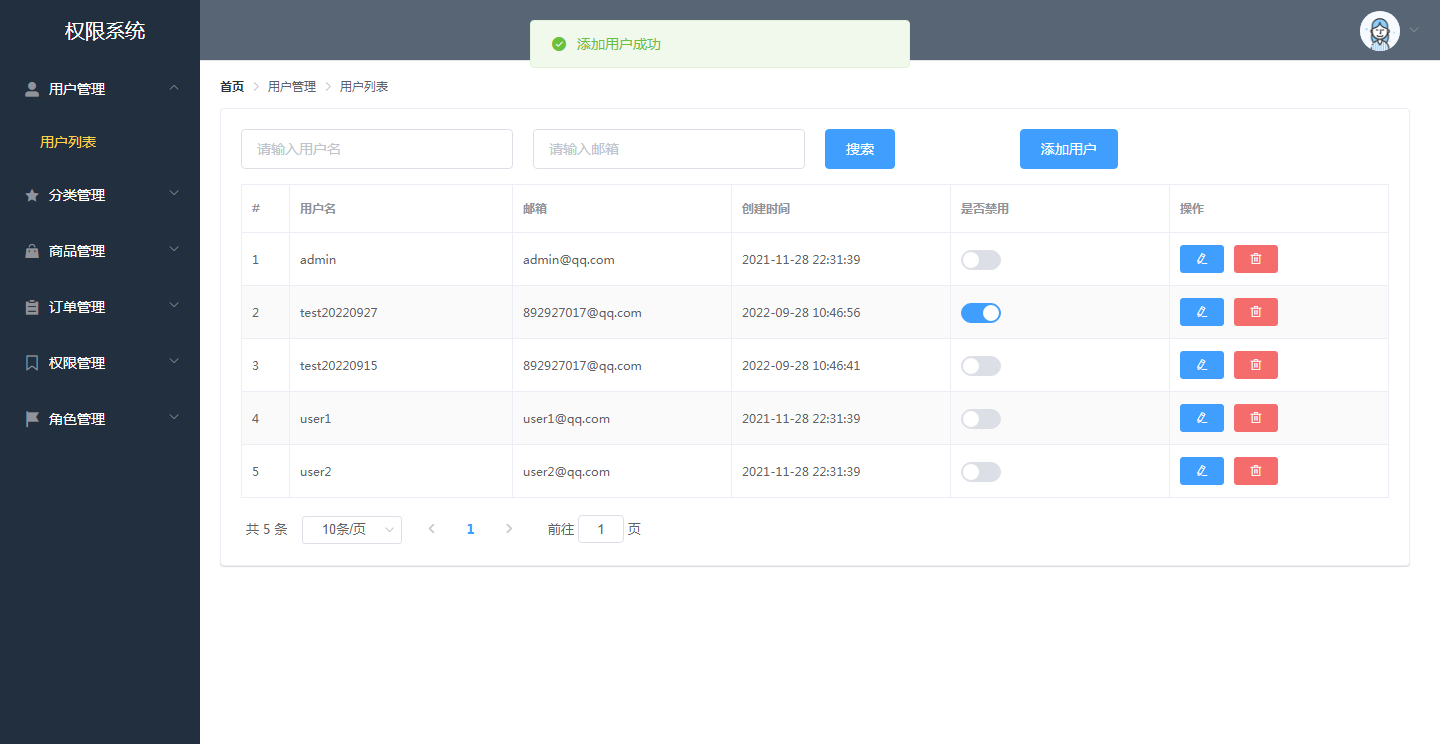 权限系统
添加用户成功
用户管理
用户列表
分类管理
商品管理
订单管理
权限管理
角色管理
首页 用户管理 用户列表
请输入用户名 请输入邮箱 搜索 添加用户
# 用户名 邮箱 创建时间 是否禁用 操作
1 admin admin@qq.com 2021-11-28 22:31:39
2 test20220927 892927017@qq.com 2022-09-28 10:46:56
3 test20220915 892927017@qq.com 2022-09-28 10:46:41
4 user1 user1@qq.com 2021-11-28 22:31:39
5 user2 user2@qq.com 2021-11-28 22:31:39
共 5 条 10条/页 1 前往 1 页